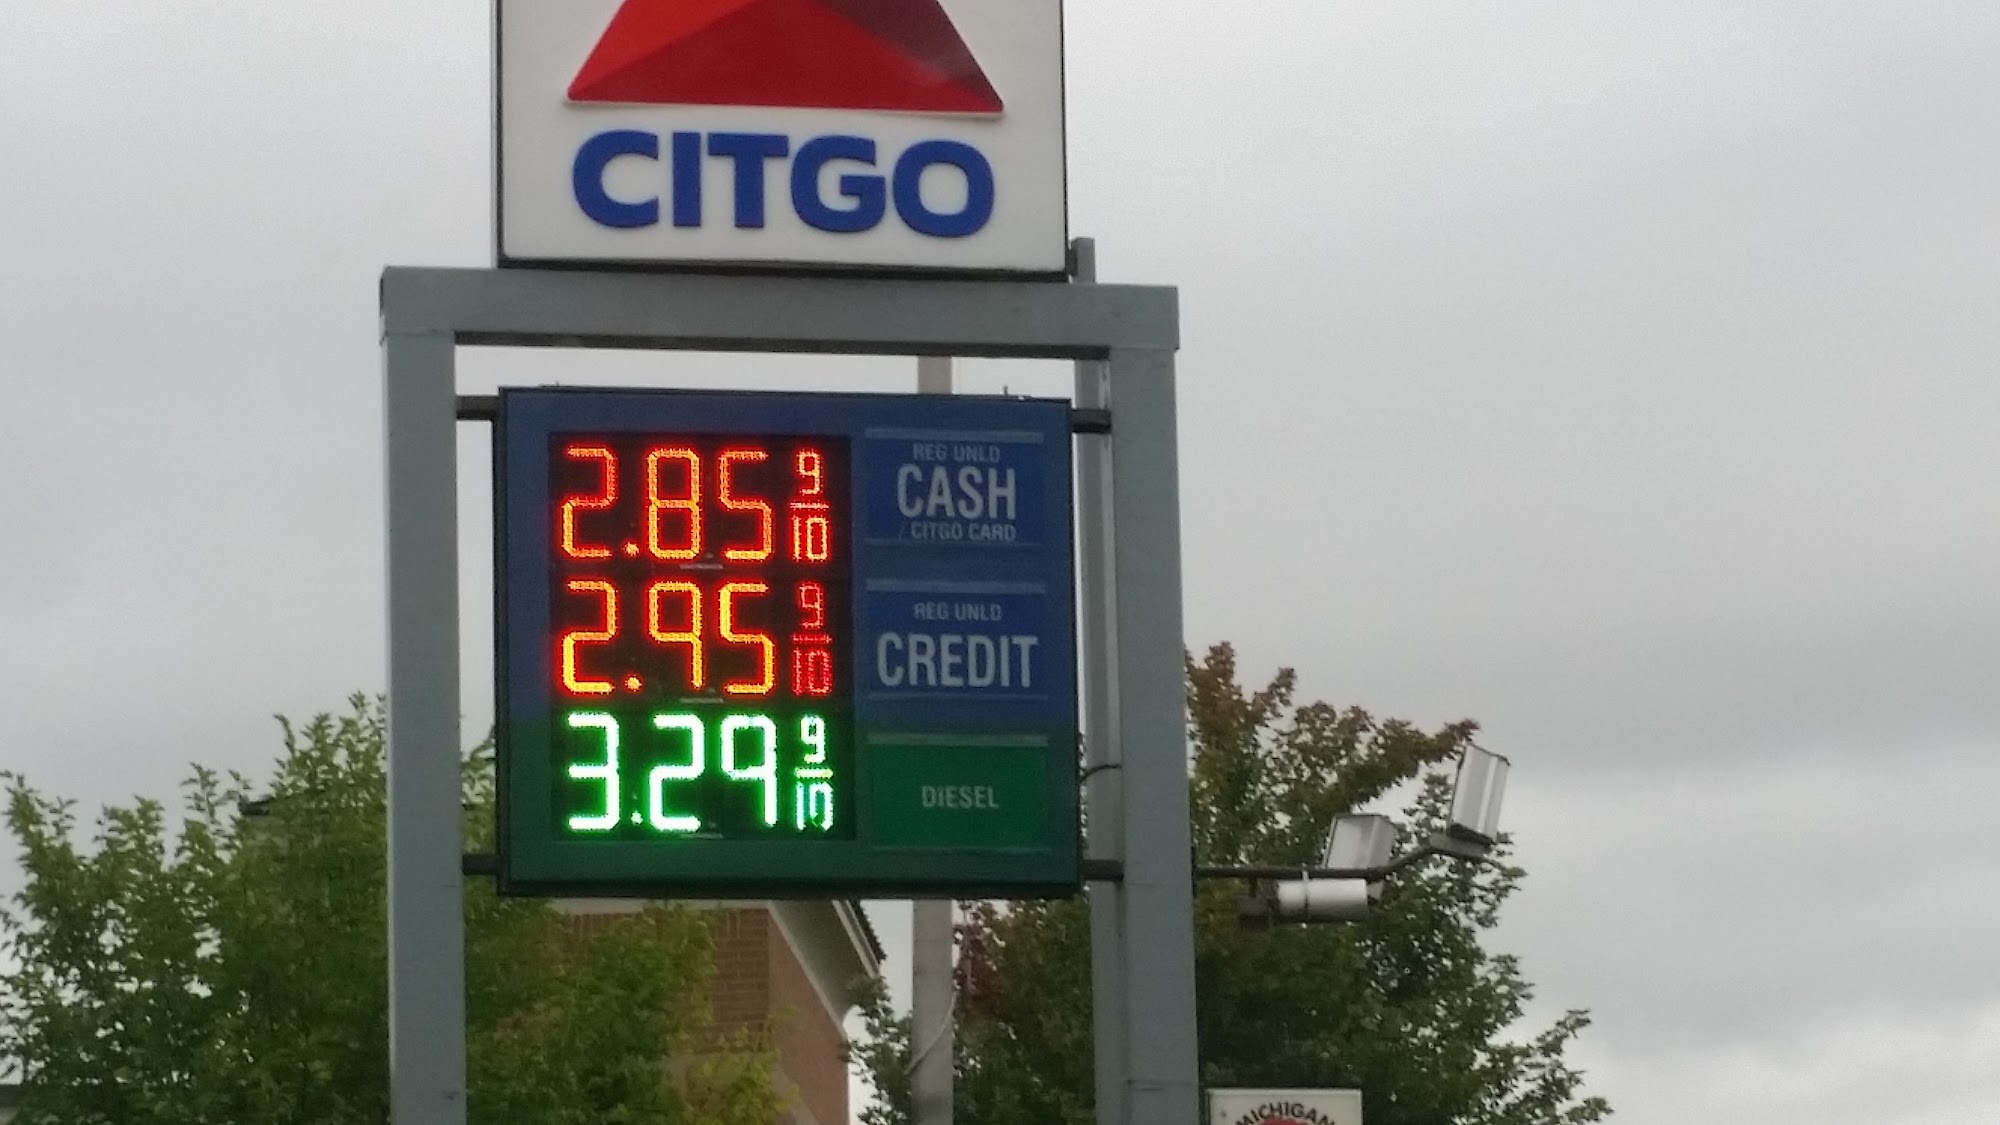 CITGO
2.85 9/10
REG UNLD
CASH
/ CITGO CARD
2.95 9/10
REG UNLD
CREDIT
3.29 9/10
DIESEL
MICHIGAN